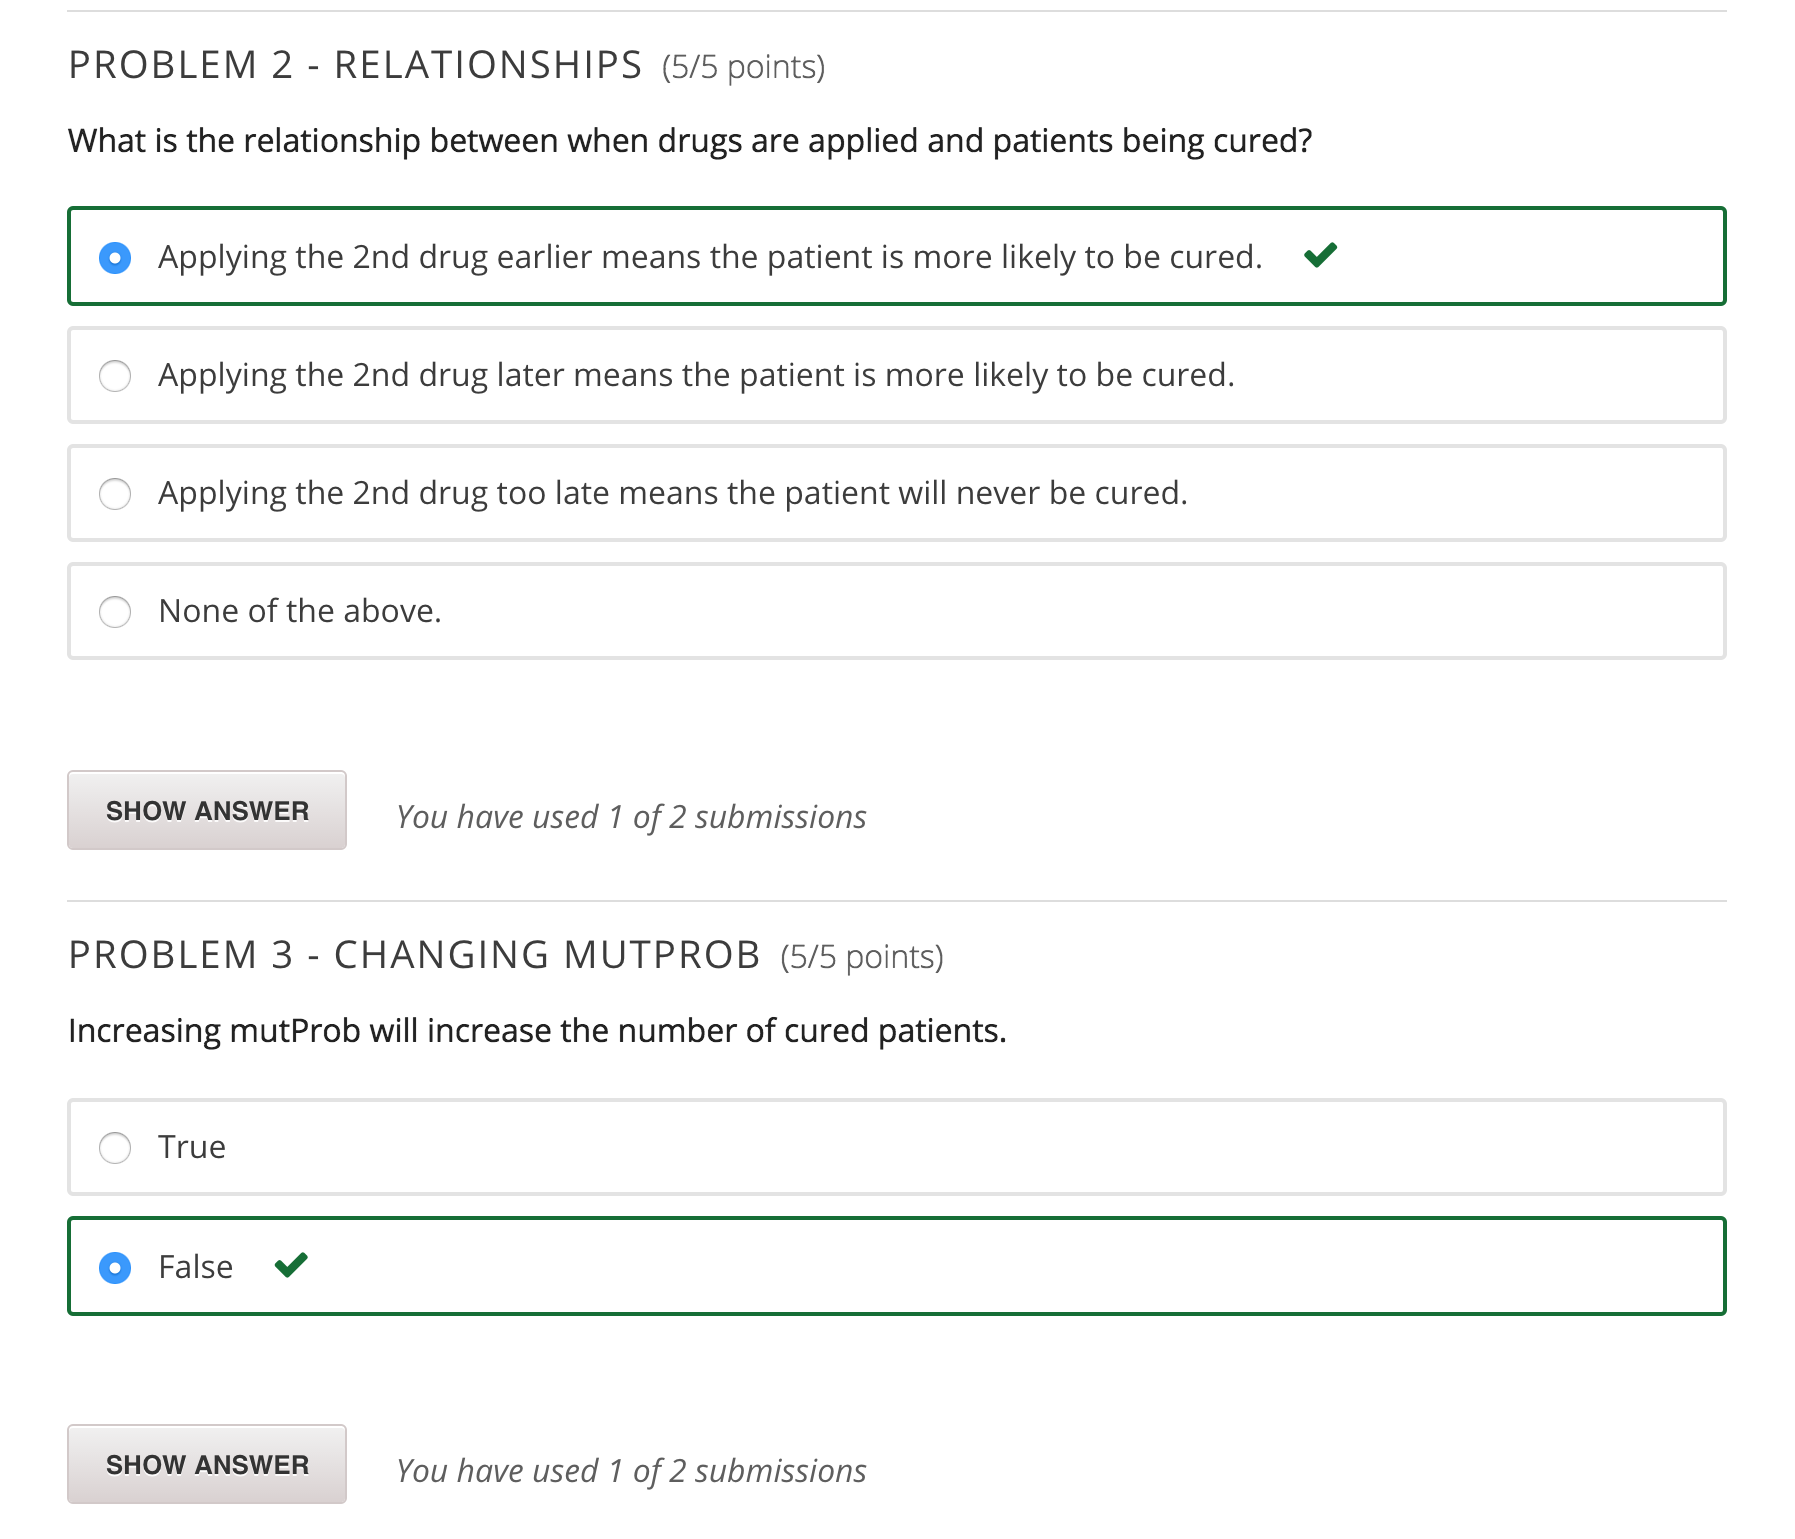 PROBLEM 2 - RELATIONSHIPS (5/5 points)
What is the relationship between when drugs are applied and patients being cured?
Applying the 2nd drug earlier means the patient is more likely to be cured.
Applying the 2nd drug later means the patient is more likely to be cured.
Applying the 2nd drug too late means the patient will never be cured.
None of the above.
SHOW ANSWER You have used 1 of 2 submissions
PROBLEM 3 - CHANGING MUTPROB (5/5 points)
Increasing mutProb will increase the number of cured patients.
True
False
SHOW ANSWER You have used 1 of 2 submissions